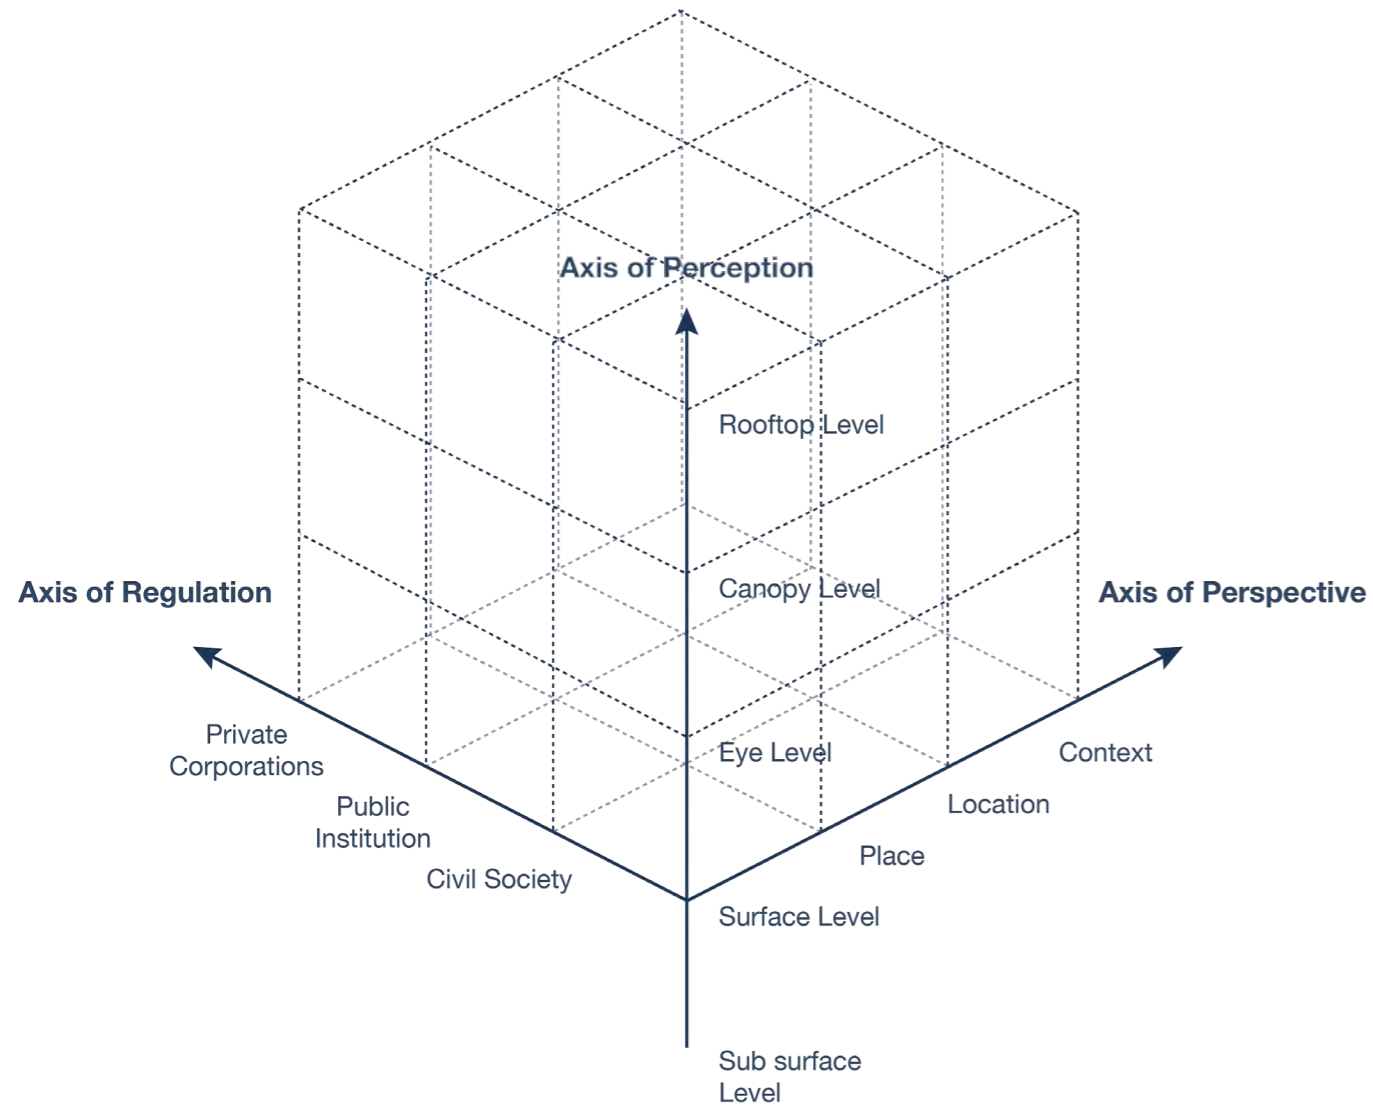 Axis of Perception
Rooftop Level
Canopy Level
Axis of Regulation
Axis of Perspective
Private
Corporations
Eye Level
Context
Public
Institution
Location
Civil Society
Place
Surface Level
Sub surface
Level